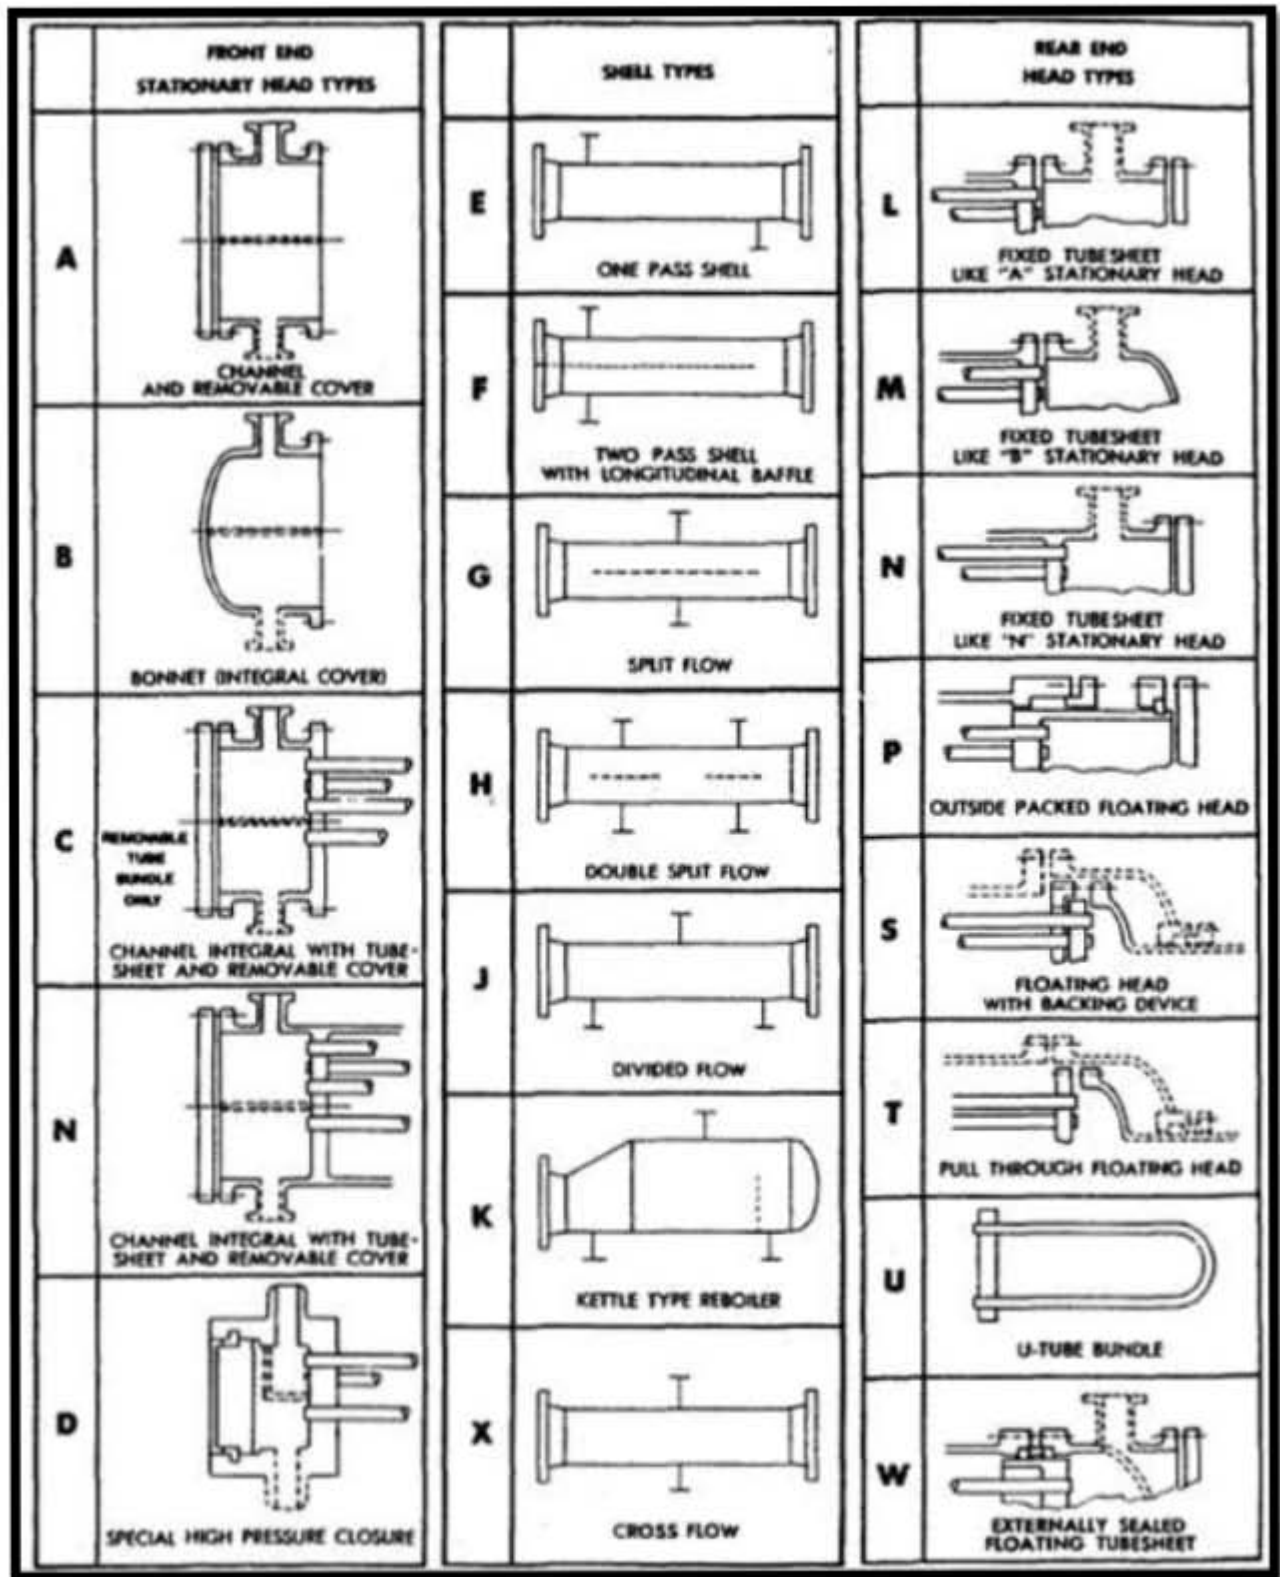 FRONT END
STATIONARY HEAD TYPES
A
CHANNEL
AND REMOVABLE COVER
B
BONNET (INTEGRAL COVER)
C
REMOVABLE
TUBE
BUNDLE
ONLY
CHANNEL INTEGRAL WITH TUBE-
SHEET AND REMOVABLE COVER
N
CHANNEL INTEGRAL WITH TUBE-
SHEET AND REMOVABLE COVER
D
SPECIAL HIGH PRESSURE CLOSURE
SHELL TYPES
E
ONE PASS SHELL
F
TWO PASS SHELL
WITH LONGITUDINAL BAFFLE
G
SPLIT FLOW
H
DOUBLE SPLIT FLOW
J
DIVIDED FLOW
K
KETTLE TYPE REBOILER
X
CROSS FLOW
REAR END
HEAD TYPES
L
FIXED TUBESHEET
LIKE "A" STATIONARY HEAD
M
FIXED TUBESHEET
LIKE "B" STATIONARY HEAD
N
FIXED TUBESHEET
LIKE "N" STATIONARY HEAD
P
OUTSIDE PACKED FLOATING HEAD
S
FLOATING HEAD
WITH BACKING DEVICE
T
PULL THROUGH FLOATING HEAD
U
U-TUBE BUNDLE
W
EXTERNALLY SEALED
FLOATING TUBESHEET